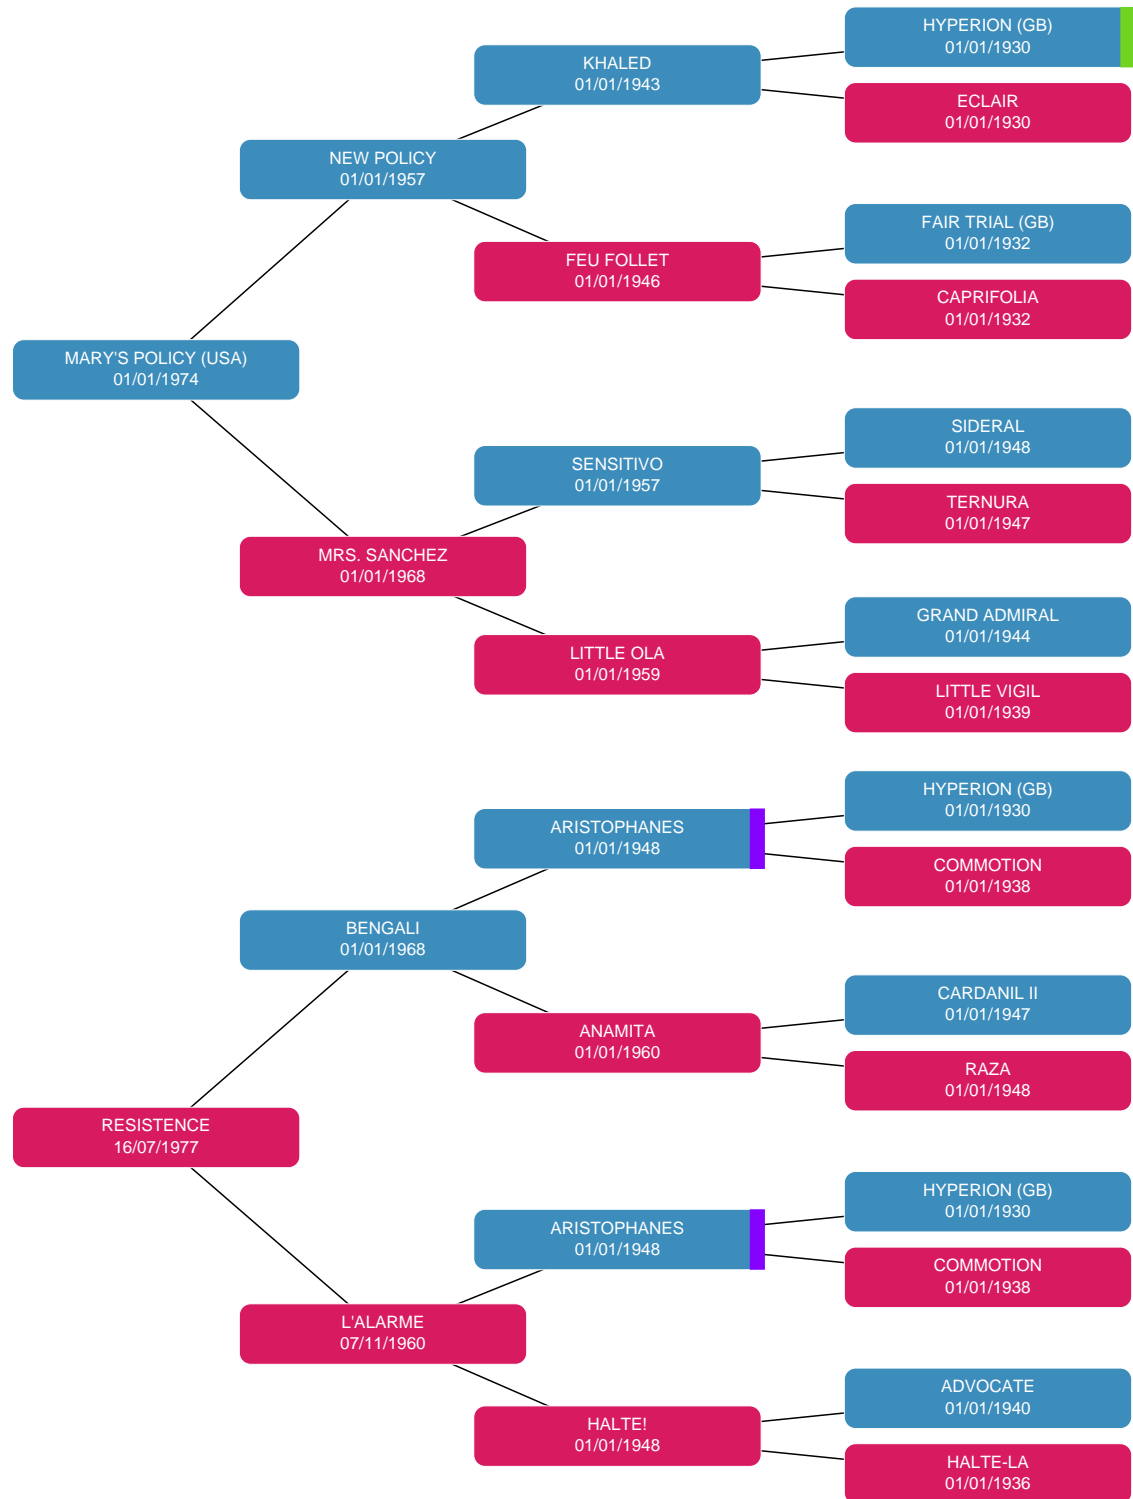 HYPERION (GB)
01/01/1930
KHALED
01/01/1943
ECLAIR
01/01/1930
NEW POLICY
01/01/1957
FAIR TRIAL (GB)
01/01/1932
FEU FOLLET
01/01/1946
CAPRIFOLIA
01/01/1932
MARY'S POLICY (USA)
01/01/1974
SIDERAL
01/01/1948
SENSITIVO
01/01/1957
TERNURA
01/01/1947
MRS. SANCHEZ
01/01/1968
GRAND ADMIRAL
01/01/1944
LITTLE OLA
01/01/1959
LITTLE VIGIL
01/01/1939
HYPERION (GB)
01/01/1930
ARISTOPHANES
01/01/1948
COMMOTION
01/01/1938
BENGALI
01/01/1968
CARDANIL II
01/01/1947
ANAMITA
01/01/1960
RAZA
01/01/1948
RESISTENCE
16/07/1977
HYPERION (GB)
01/01/1930
ARISTOPHANES
01/01/1948
COMMOTION
01/01/1938
L'ALARME
07/11/1960
ADVOCATE
01/01/1940
HALTE!
01/01/1948
HALTE-LA
01/01/1936